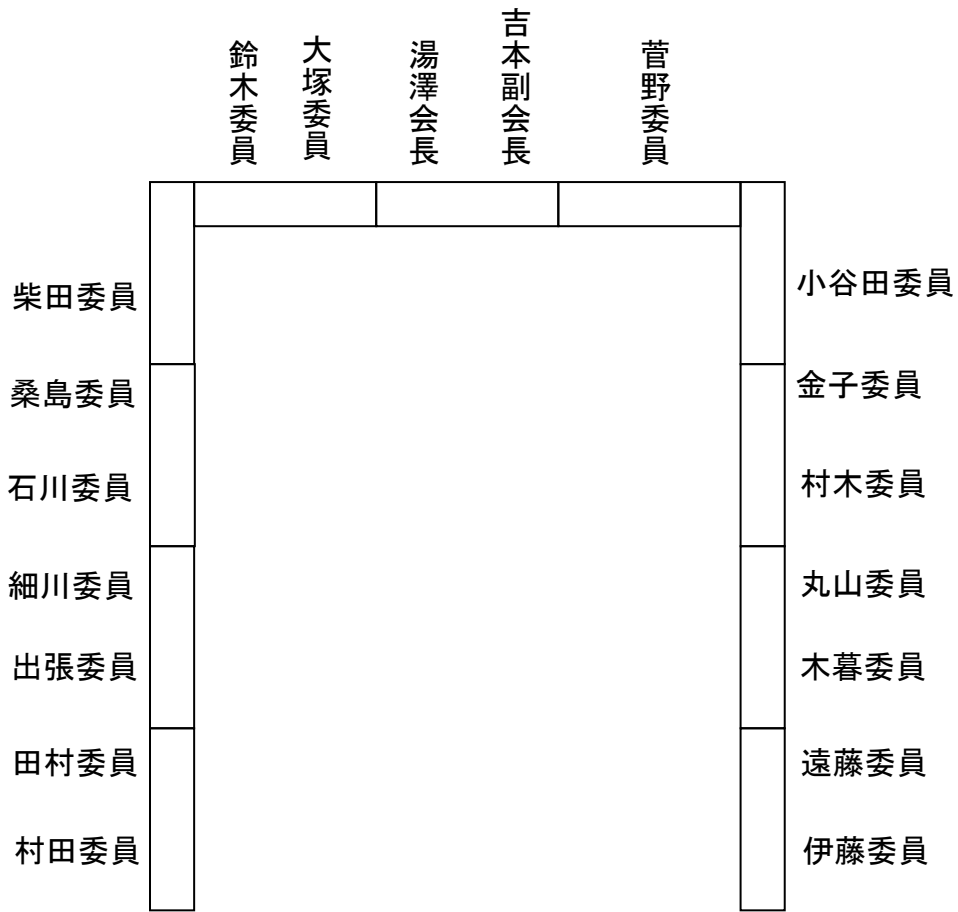 鈴木委員
大塚委員
湯澤会長
吉本副会長
菅野委員
柴田委員
桑島委員
石川委員
細川委員
出張委員
田村委員
村田委員
小谷田委員
金子委員
村木委員
丸山委員
木暮委員
遠藤委員
伊藤委員